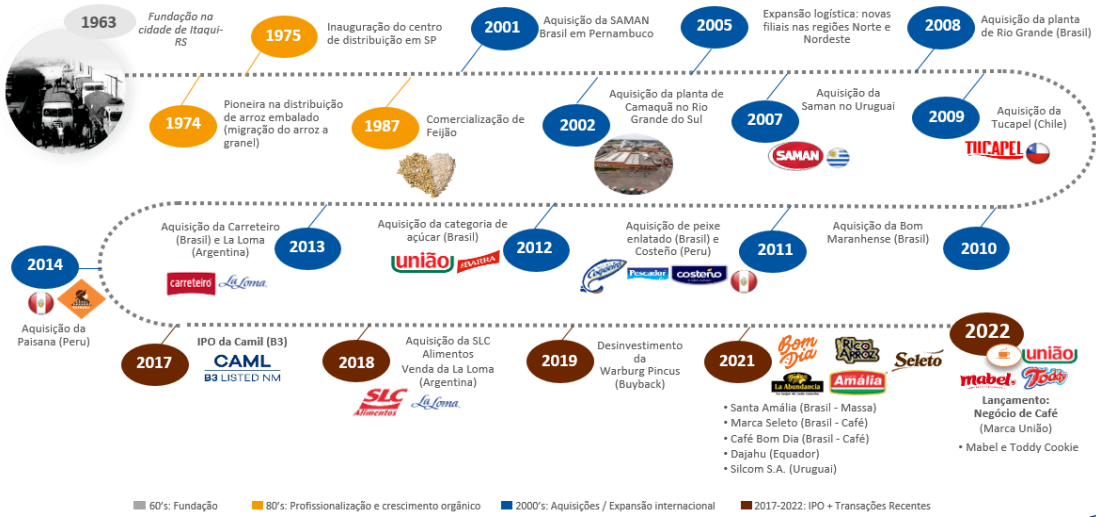 1963
Fundação na
cidade de Itaqui-
RS
1975
Inauguração do centro
de distribuição em SP
2001
Aquisição da SAMAN
Brasil em Pernambuco
2005
Expansão logística: novas
filiais nas regiões Norte e
Nordeste
2008
Aquisição da planta
de Rio Grande (Brasil)
1974
Pioneira na distribuição
de arroz embalado
(migração do arroz a
granel)
1987
Comercialização de
Feijão
2002
Aquisição da planta de
Camaquã no Rio
Grande do Sul
2007
Aquisição da
Saman no Uruguai
SAMAN
2009
Aquisição da
Tucapel (Chile)
TUCAPEL
2014
Aquisição da
Paisana (Peru)
Aquisição da Carreteiro
(Brasil) e La Loma
(Argentina)
carreteiro
La Loma
2013
Aquisição da categoria de
açúcar (Brasil)
união
DABARRA
2012
Aquisição de peixe
enlatado (Brasil) e
Costeño (Peru)
Coqueiro
Pescador
costeño
2011
Aquisição da Bom
Maranhense (Brasil)
2010
2017
IPO da Camil (B3)
CAML
B3 LISTED NM
2018
Aquisição da SLC
Alimentos
Venda da La Loma
(Argentina)
SLC
Alimentos
La Loma
2019
Desinvestimento
da
Warburg Pincus
(Buyback)
2021
BOM
DIA
RICO
ARROZ
Seleto
La Abundancia
Amália
• Santa Amália (Brasil - Massa)
• Marca Seleto (Brasil - Café)
• Café Bom Dia (Brasil - Café)
• Dajahu (Equador)
• Silcom S.A. (Uruguai)
2022
união
mabel
Toddy
Lançamento:
Negócio de Café
(Marca União)
• Mabel e Toddy Cookie
60's: Fundação
80's: Profissionalização e crescimento orgânico
2000's: Aquisições / Expansão internacional
2017-2022: IPO + Transações Recentes